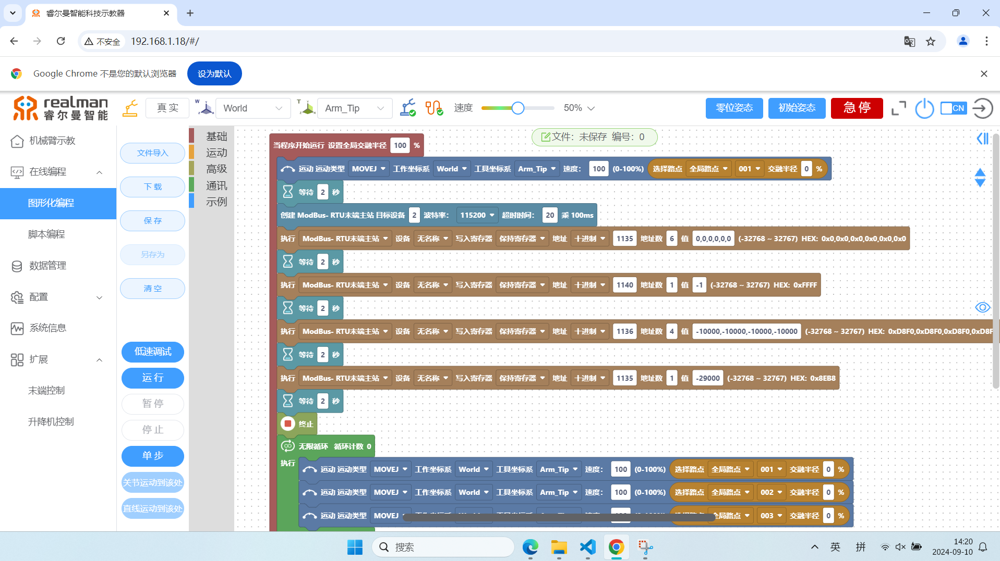 睿尔曼智能科技示教器
不安全 192.168.1.18/#/
Google Chrome 不是您的默认浏览器 设为默认
realman
睿尔曼智能
真实 W World T Arm_Tip 速度 50% 零位姿态 初始姿态 急停 CN
机械臂示教
在线编程
图形化编程
脚本编程
数据管理
配置
系统信息
扩展
末端控制
升降机控制
文件导入
下载
保存
另存为
清空
低速调试
运行
暂停
停止
单步
关节运动到该处
直线运动到该处
基础
运动
高级
通讯
示例
文件：未保存 编号：0
当程序开始运行 设置全局交融半径 100 %
运动 运动类型 MOVEJ 工作坐标系 World 工具坐标系 Arm_Tip 速度： 100 (0-100%) 选择路点 全局路点 001 交融半径 0 %
等待 2 秒
创建 ModBus- RTU末端主站 目标设备 2 波特率： 115200 超时时间： 20 乘 100ms
执行 ModBus- RTU末端主站 设备 无名称 写入寄存器 保持寄存器 地址 十进制 1135 地址数 6 值 0,0,0,0,0,0 (-32768 ~ 32767) HEX: 0x0,0x0,0x0,0x0,0x0,0x0
等待 2 秒
执行 ModBus- RTU末端主站 设备 无名称 写入寄存器 保持寄存器 地址 十进制 1140 地址数 1 值 -1 (-32768 ~ 32767) HEX: 0xFFFF
等待 2 秒
执行 ModBus- RTU末端主站 设备 无名称 写入寄存器 保持寄存器 地址 十进制 1136 地址数 4 值 -10000,-10000,-10000,-10000 (-32768 ~ 32767) HEX: 0xD8F0,0xD8F0,0xD8F0,0xD8F
等待 2 秒
执行 ModBus- RTU末端主站 设备 无名称 写入寄存器 保持寄存器 地址 十进制 1135 地址数 1 值 -29000 (-32768 ~ 32767) HEX: 0x8EB8
等待 2 秒
终止
无限循环 循环计数 0
执行 运动 运动类型 MOVEJ 工作坐标系 World 工具坐标系 Arm_Tip 速度： 100 (0-100%) 选择路点 全局路点 001 交融半径 0 %
运动 运动类型 MOVEJ 工作坐标系 World 工具坐标系 Arm_Tip 速度： 100 (0-100%) 选择路点 全局路点 002 交融半径 0 %
运动 运动类型 MOVEJ 全局路点 003 交融半径 0 %
搜索 英 拼 14:20
2024-09-10